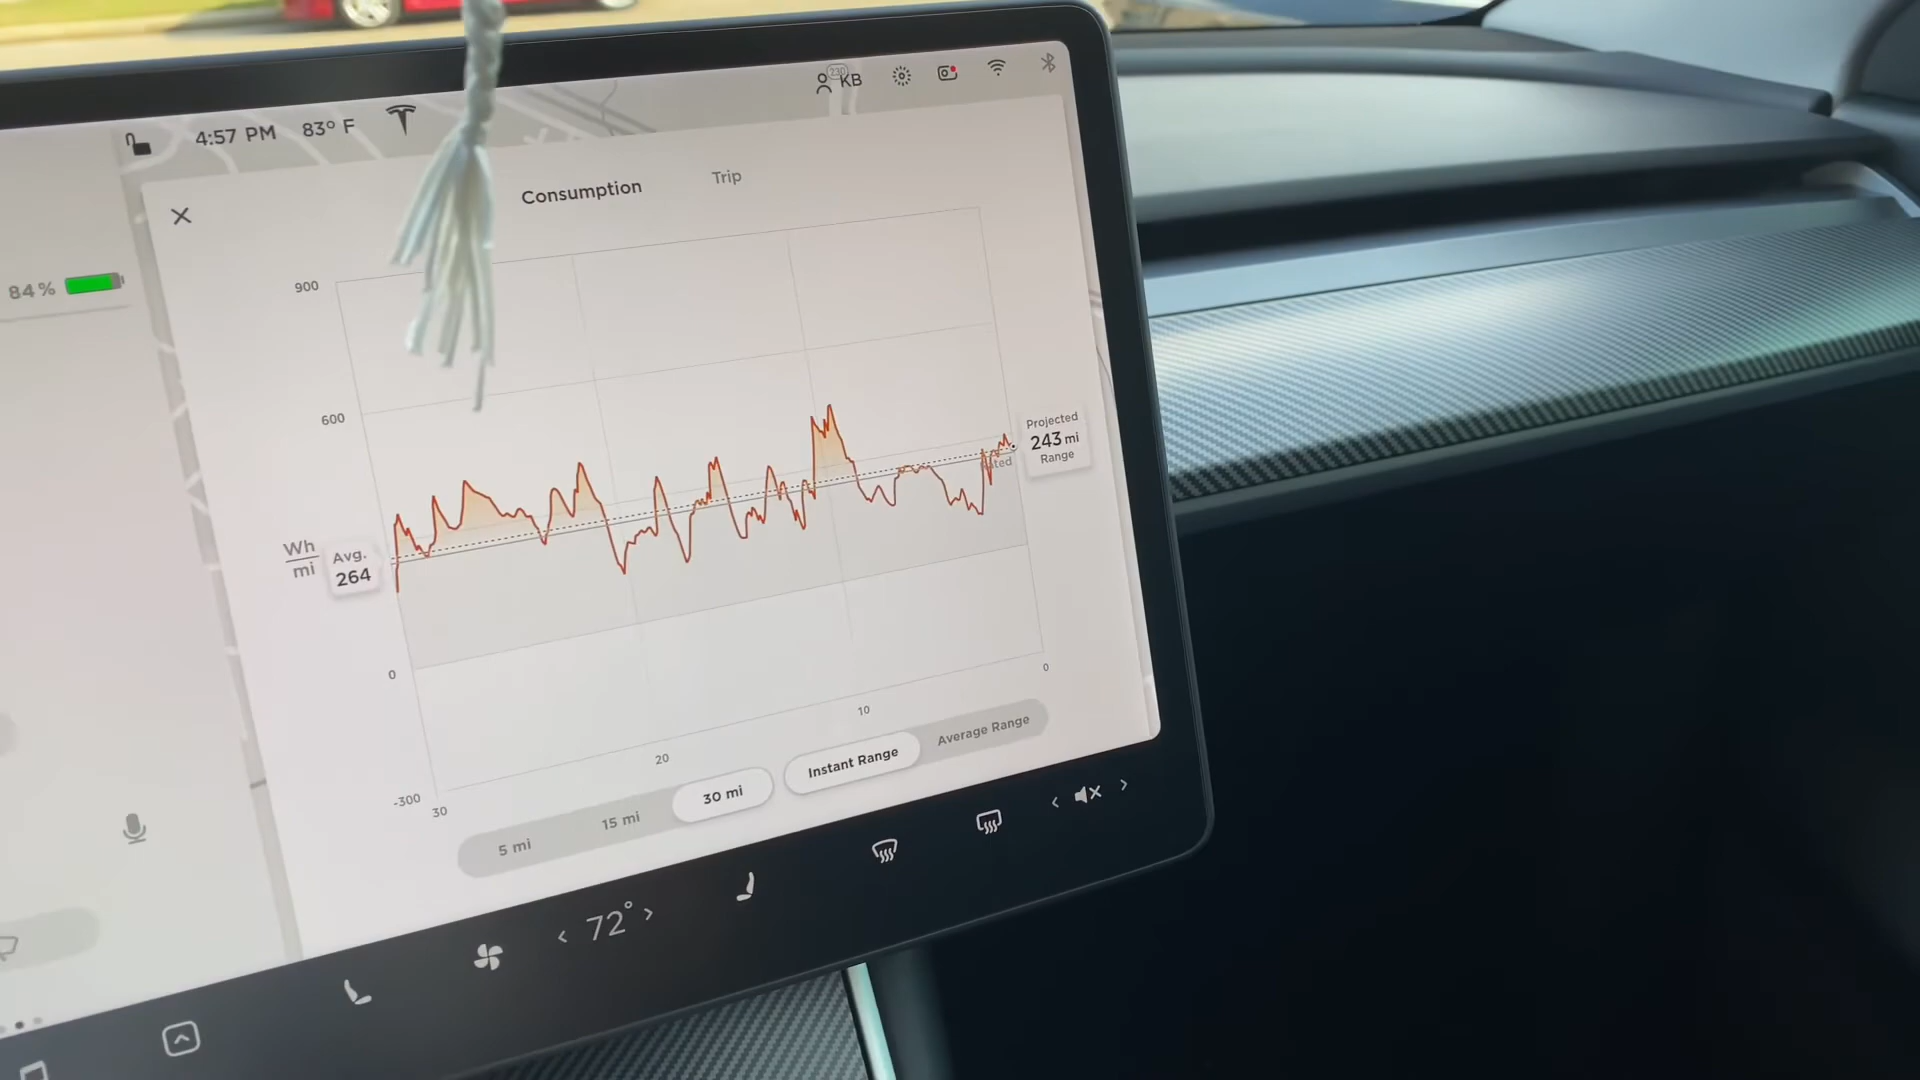 4:57 PM 83° F
230
KB
Consumption Trip
84%
900
600
Projected
243 mi
Range
Wh
mi
Avg.
264
0
-300
30
20
10
0
5 mi 15 mi 30 mi
Instant Range Average Range
72°